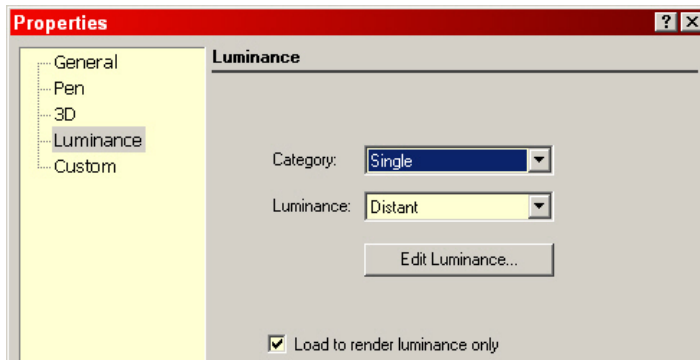 Properties
General
Pen
3D
Luminance
Custom
Luminance
Category: Single
Luminance: Distant
Edit Luminance...
Load to render luminance only